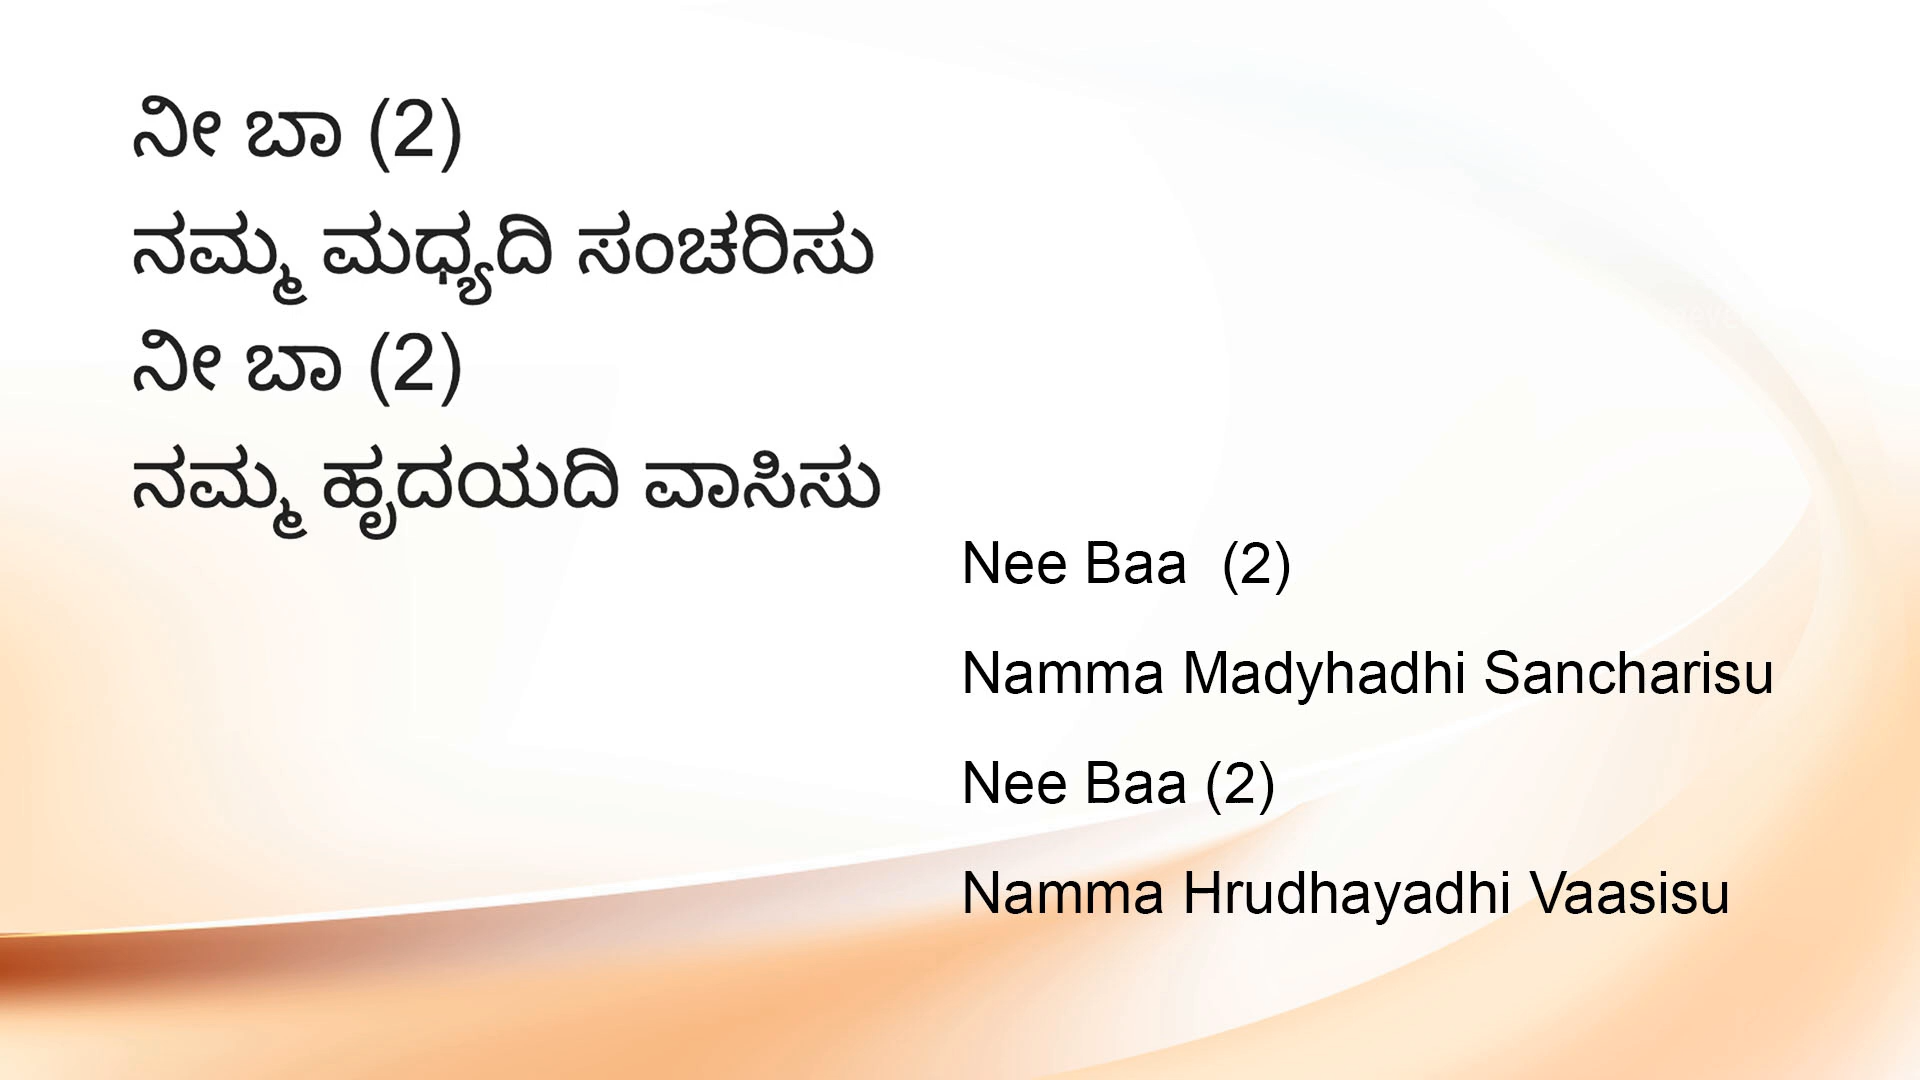 ನೀ ಬಾ (2)
ನಮ್ಮ ಮಧ್ಯದಿ ಸಂಚರಿಸು
ನೀ ಬಾ (2)
ನಮ್ಮ ಹೃದಯದಿ ವಾಸಿಸು
Nee Baa  (2)
Namma Madyhadhi Sancharisu
Nee Baa (2)
Namma Hrudhayadhi Vaasisu